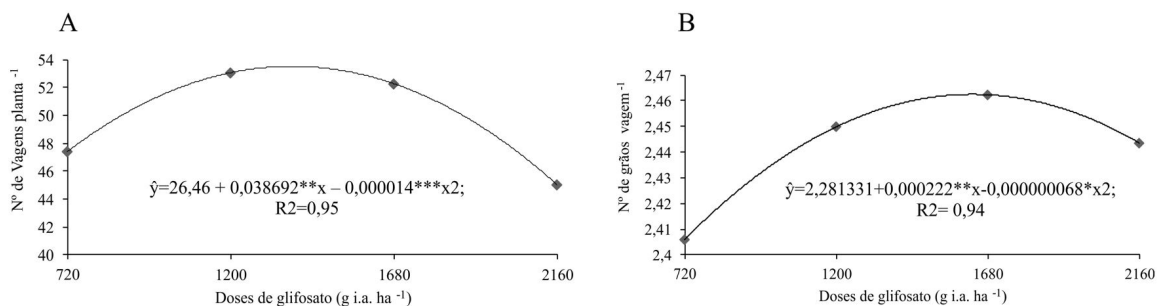 A
Nº de Vagens planta -1
54
52
50
48
46
44
42
40
ŷ=26,46 + 0,038692**x – 0,000014***x2;
R2=0,95
720 1200 1680 2160
Doses de glifosato (g i.a. ha -1)
B
Nº de grãos vagem-1
2,47
2,46
2,45
2,44
2,43
2,42
2,41
2,4
ŷ=2,281331+0,000222**x-0,000000068*x2;
R2= 0,94
720 1200 1680 2160
Doses de glifosato (g i.a. ha -1)